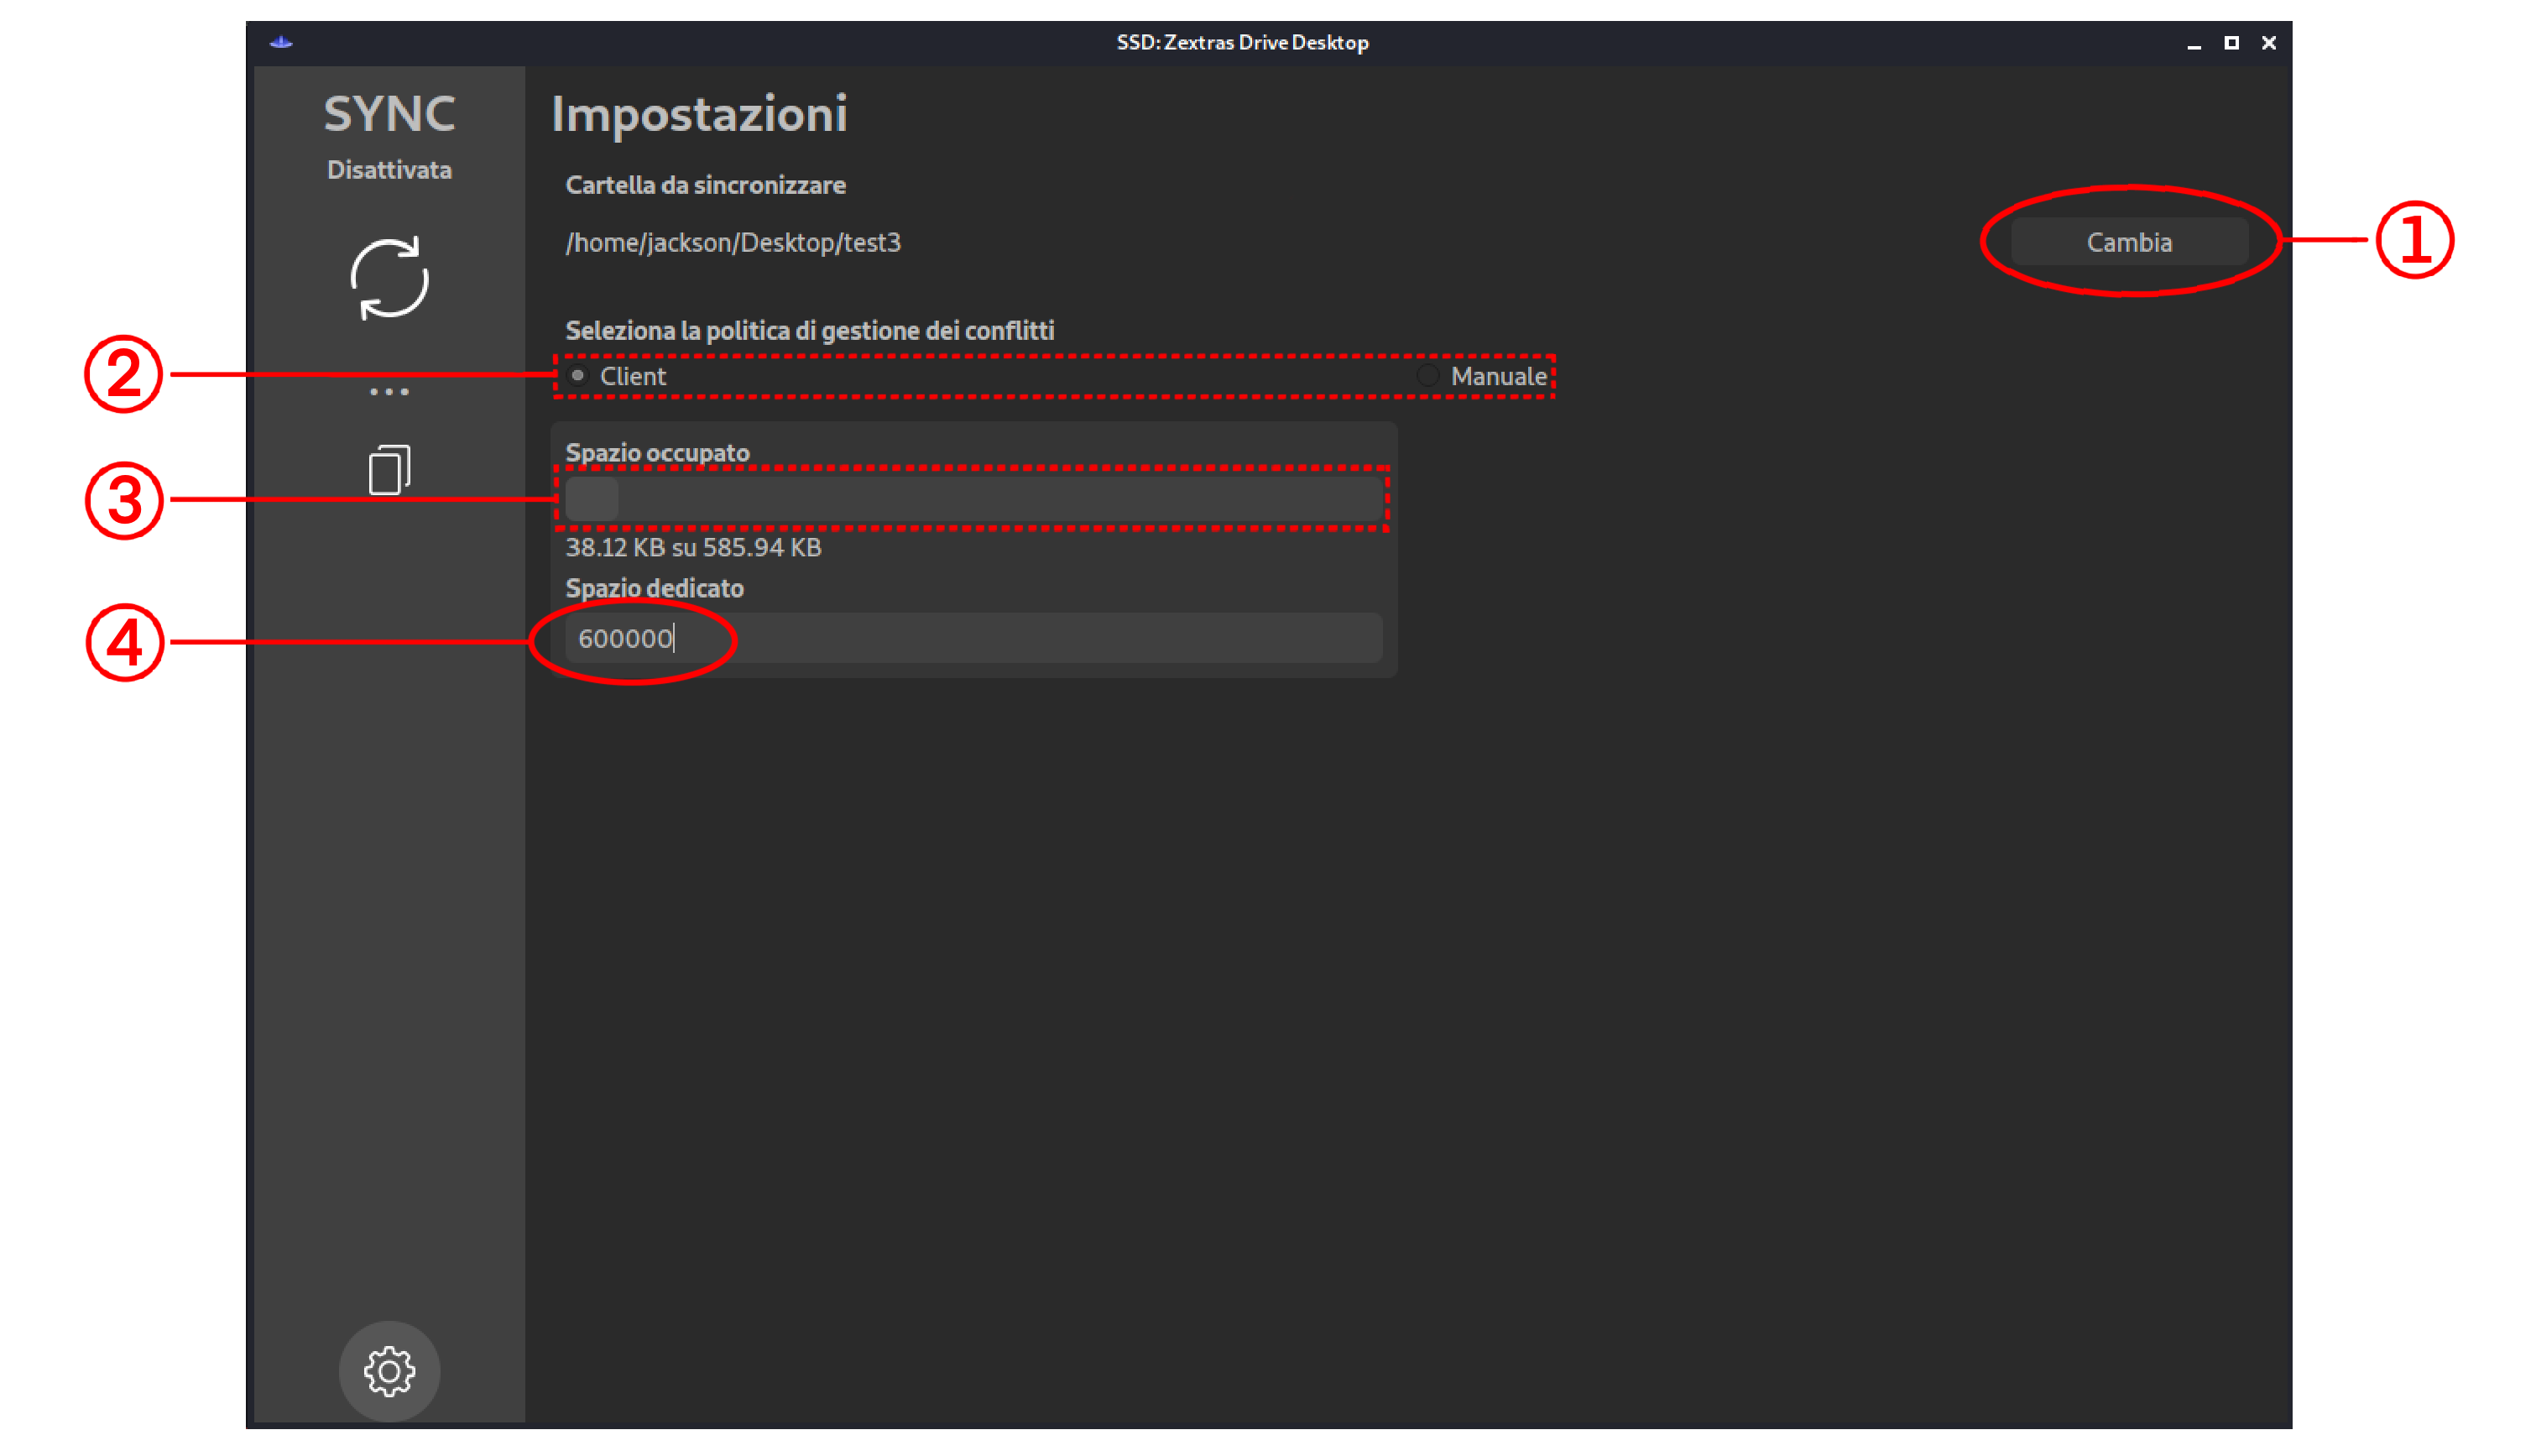 SSD: Zextras Drive Desktop
SYNC
Disattivata
...
Impostazioni
Cartella da sincronizzare
/home/jackson/Desktop/test3
Cambia
1
Seleziona la politica di gestione dei conflitti
2
Client
Manuale
Spazio occupato
3
38.12 KB su 585.94 KB
Spazio dedicato
4
600000